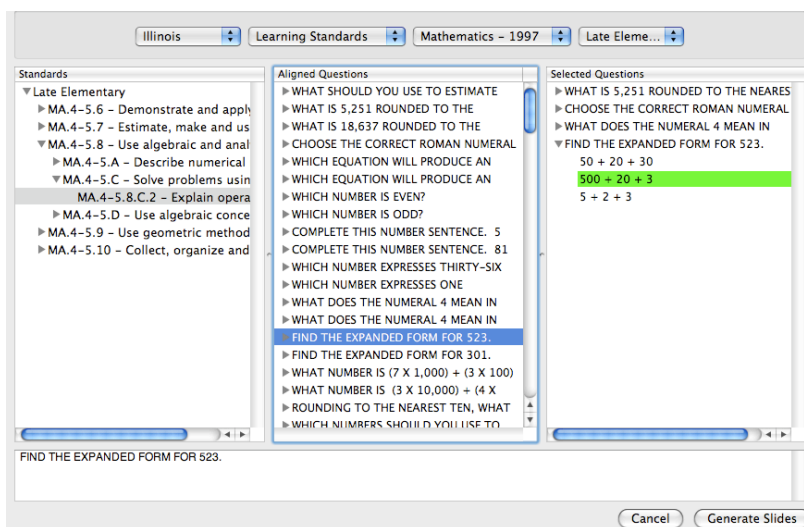 Illinois
Learning Standards
Mathematics – 1997
Late Eleme...
Standards
Late Elementary
MA.4-5.6 – Demonstrate and apply
MA.4-5.7 – Estimate, make and us
MA.4-5.8 – Use algebraic and anal
MA.4-5.A – Describe numerical
MA.4-5.C – Solve problems usin
MA.4-5.8.C.2 – Explain opera
MA.4-5.D – Use algebraic conce
MA.4-5.9 – Use geometric method
MA.4-5.10 – Collect, organize and
Aligned Questions
WHAT SHOULD YOU USE TO ESTIMATE
WHAT IS 5,251 ROUNDED TO THE
WHAT IS 18,637 ROUNDED TO THE
CHOOSE THE CORRECT ROMAN NUMERAL
WHICH EQUATION WILL PRODUCE AN
WHICH EQUATION WILL PRODUCE AN
WHICH NUMBER IS EVEN?
WHICH NUMBER IS ODD?
COMPLETE THIS NUMBER SENTENCE. 5
COMPLETE THIS NUMBER SENTENCE. 81
WHICH NUMBER EXPRESSES THIRTY-SIX
WHICH NUMBER EXPRESSES ONE
WHAT DOES THE NUMERAL 4 MEAN IN
WHAT DOES THE NUMERAL 4 MEAN IN
FIND THE EXPANDED FORM FOR 523.
FIND THE EXPANDED FORM FOR 301.
WHAT NUMBER IS (7 X 1,000) + (3 X 100)
WHAT NUMBER IS (3 X 10,000) + (4 X
ROUNDING TO THE NEAREST TEN, WHAT
WHICH NUMBERS SHOULD YOU USE TO
Selected Questions
WHAT IS 5,251 ROUNDED TO THE NEARES
CHOOSE THE CORRECT ROMAN NUMERAL
WHAT DOES THE NUMERAL 4 MEAN IN
FIND THE EXPANDED FORM FOR 523.
50 + 20 + 30
500 + 20 + 3
5 + 2 + 3
FIND THE EXPANDED FORM FOR 523.
Cancel
Generate Slides